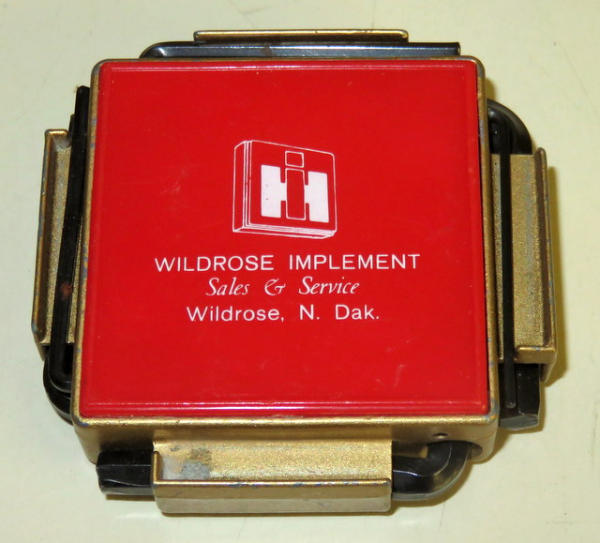 IH
WILDROSE IMPLEMENT
Sales & Service
Wildrose, N. Dak.